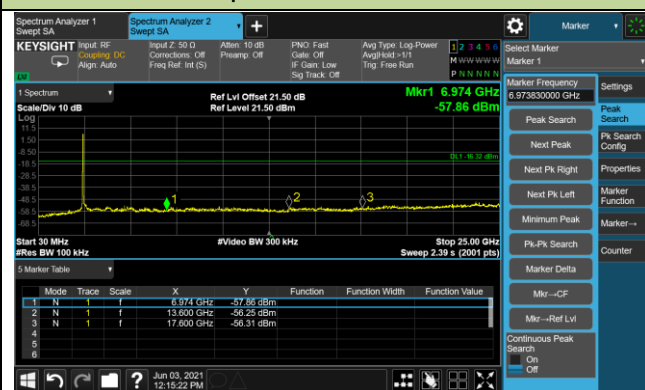 Spectrum Analyzer 1
Swept SA
Spectrum Analyzer 2
Swept SA
Marker
KEYSIGHT
Input: RF
Coupling: DC
Align: Auto
Input Z: 50 Ω
Corrections: Off
Freq Ref: Int (S)
Atten: 10 dB
Preamp: Off
PNO: Fast
Gate: Off
IF Gain: Low
Sig Track: Off
Avg Type: Log-Power
Avg|Hold:>1/1
Trig: Free Run
1 2 3 4 5 6
M W W W W W
P N N N N N
Select Marker
Marker 1
1 Spectrum
Scale/Div 10 dB
Ref Lvl Offset 21.50 dB
Ref Level 21.50 dBm
Mkr1 6.974 GHz
-57.86 dBm
Log
11.5
1.50
-8.50
-18.5
-28.5
-38.5
-48.5
-58.5
-68.5
DL1 -16.32 dBm
1
2
3
Start 30 MHz
#Res BW 100 kHz
#Video BW 300 kHz
Stop 25.00 GHz
Sweep 2.39 s (2001 pts)
5 Marker Table
Mode Trace Scale X Y Function Function Width Function Value
1 N 1 f 6.974 GHz -57.86 dBm
2 N 1 f 13.600 GHz -56.25 dBm
3 N 1 f 17.600 GHz -56.31 dBm
4
5
6
Marker Frequency
6.973830000 GHz
Peak Search
Next Peak
Next Pk Right
Next Pk Left
Minimum Peak
Pk-Pk Search
Marker Delta
Mkr→CF
Mkr→Ref Lvl
Continuous Peak
Search
On
Off
Settings
Peak
Search
Pk Search
Config
Properties
Marker
Function
Marker→
Counter
Jun 03, 2021
12:15:22 PM